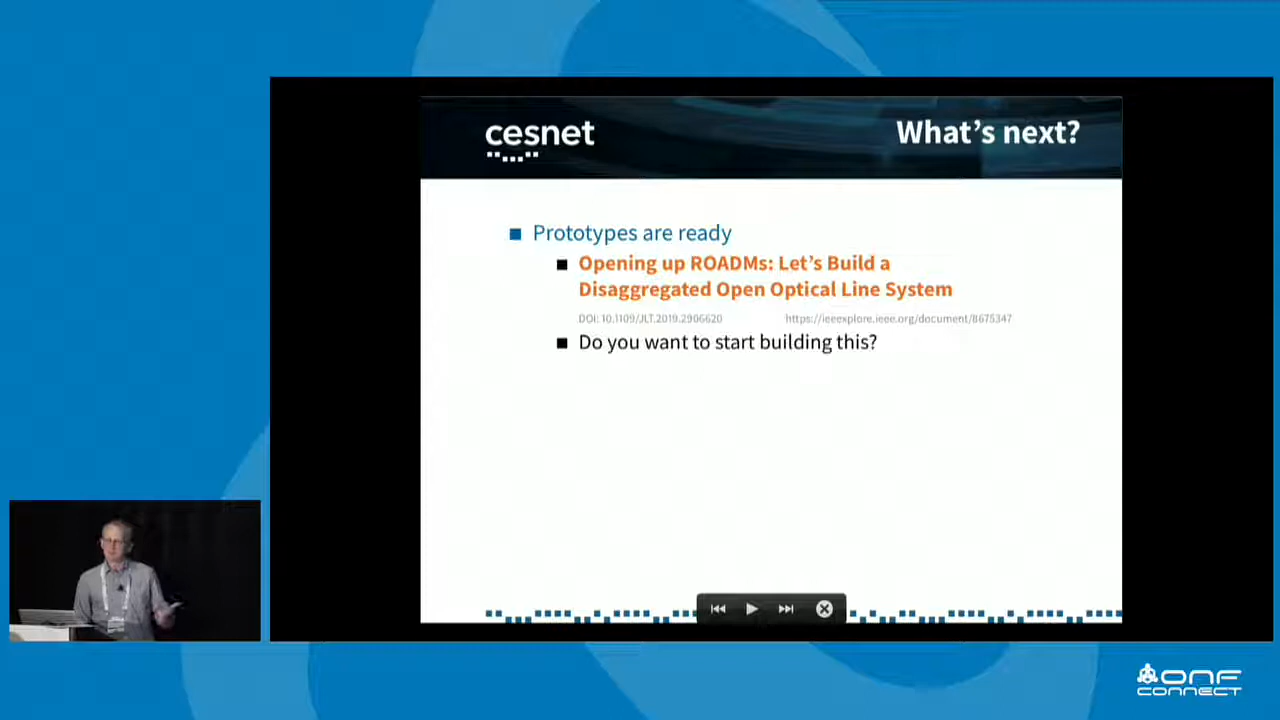 cesnet
What's next?
Prototypes are ready
Opening up ROADMs: Let's Build a
Disaggregated Open Optical Line System
DOI: 10.1109/JLT.2019.2906620 https://ieeexplore.ieee.org/document/8675347
Do you want to start building this?
ONF
CONNECT